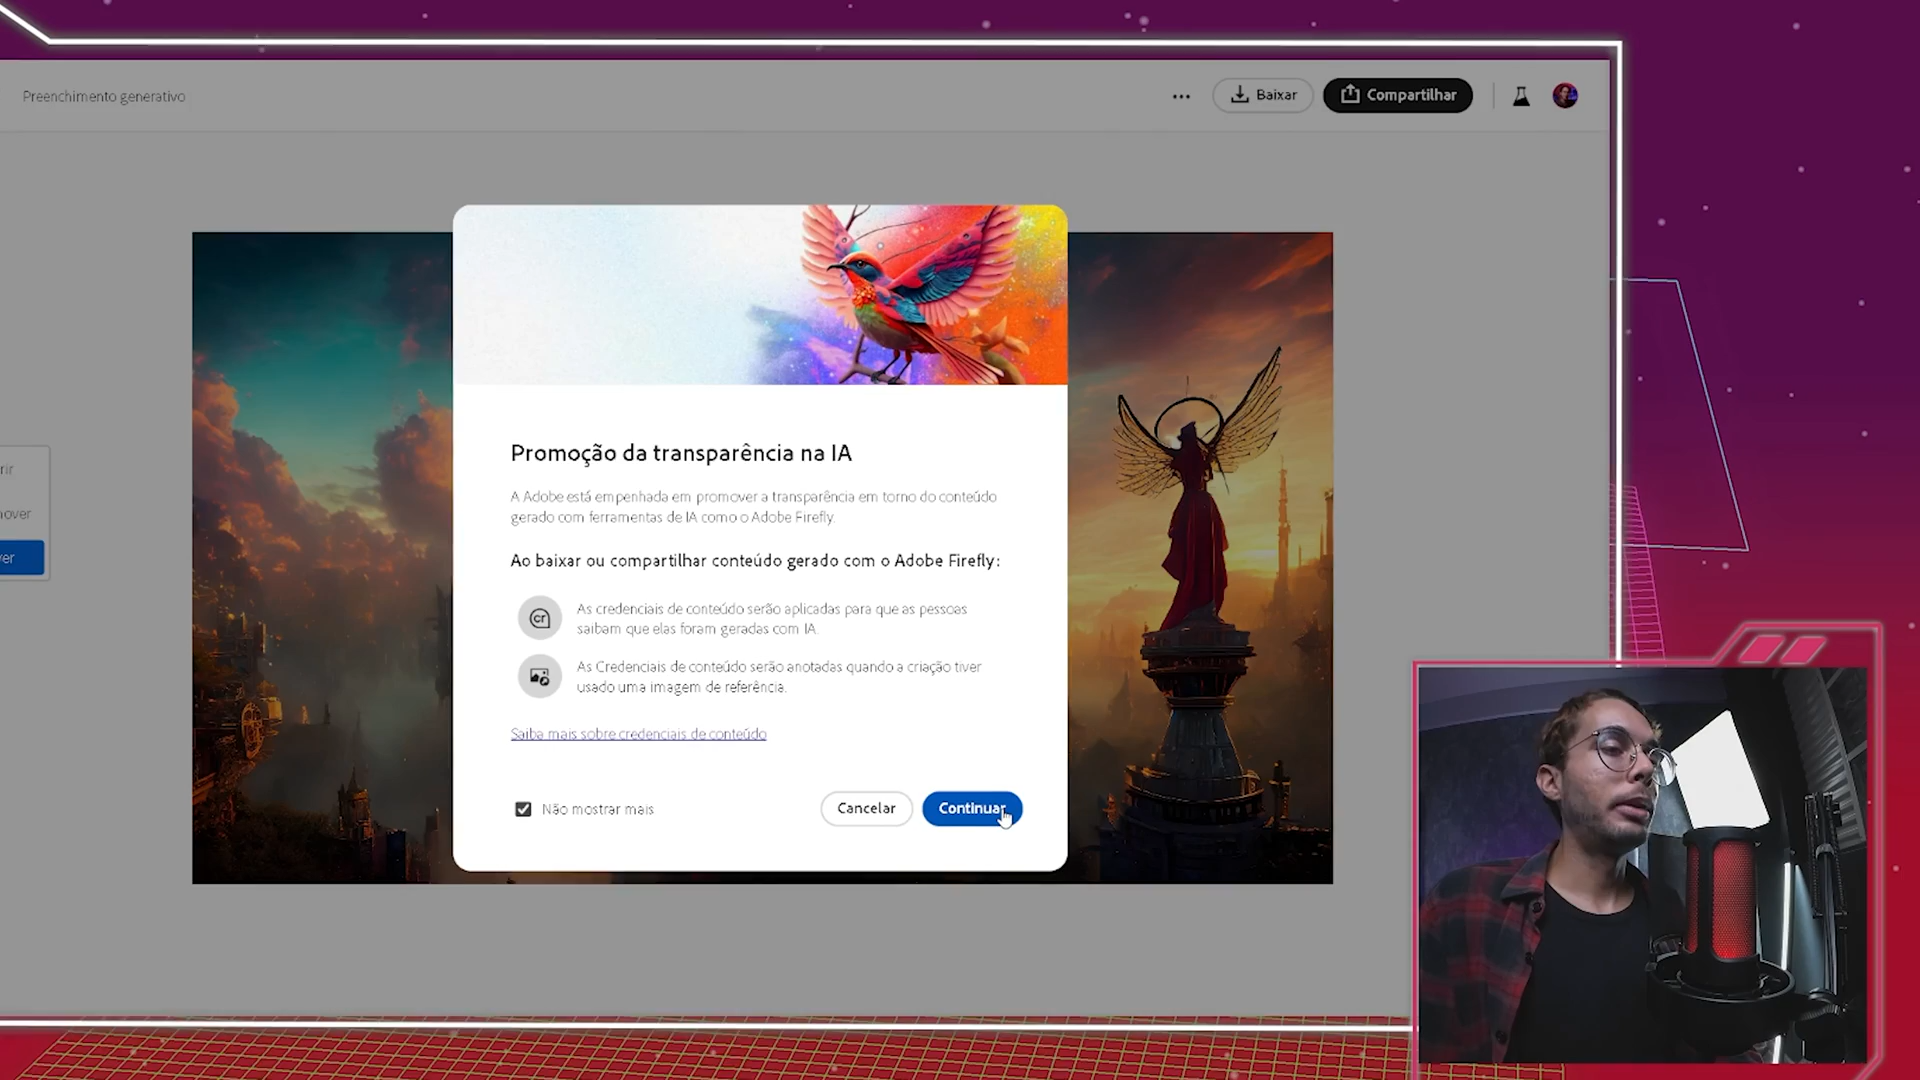 Preenchimento generativo
Baixar
Compartilhar
Promoção da transparência na IA
A Adobe está empenhada em promover a transparência em torno do conteúdo
gerado com ferramentas de IA como o Adobe Firefly.
rir
Ao baixar ou compartilhar conteúdo gerado com o Adobe Firefly:
nover
ver
cr
As credenciais de conteúdo serão aplicadas para que as pessoas
saibam que elas foram geradas com IA.
As Credenciais de conteúdo serão anotadas quando a criação tiver
usado uma imagem de referência.
Saiba mais sobre credenciais de conteúdo
Não mostrar mais
Cancelar
Continuar